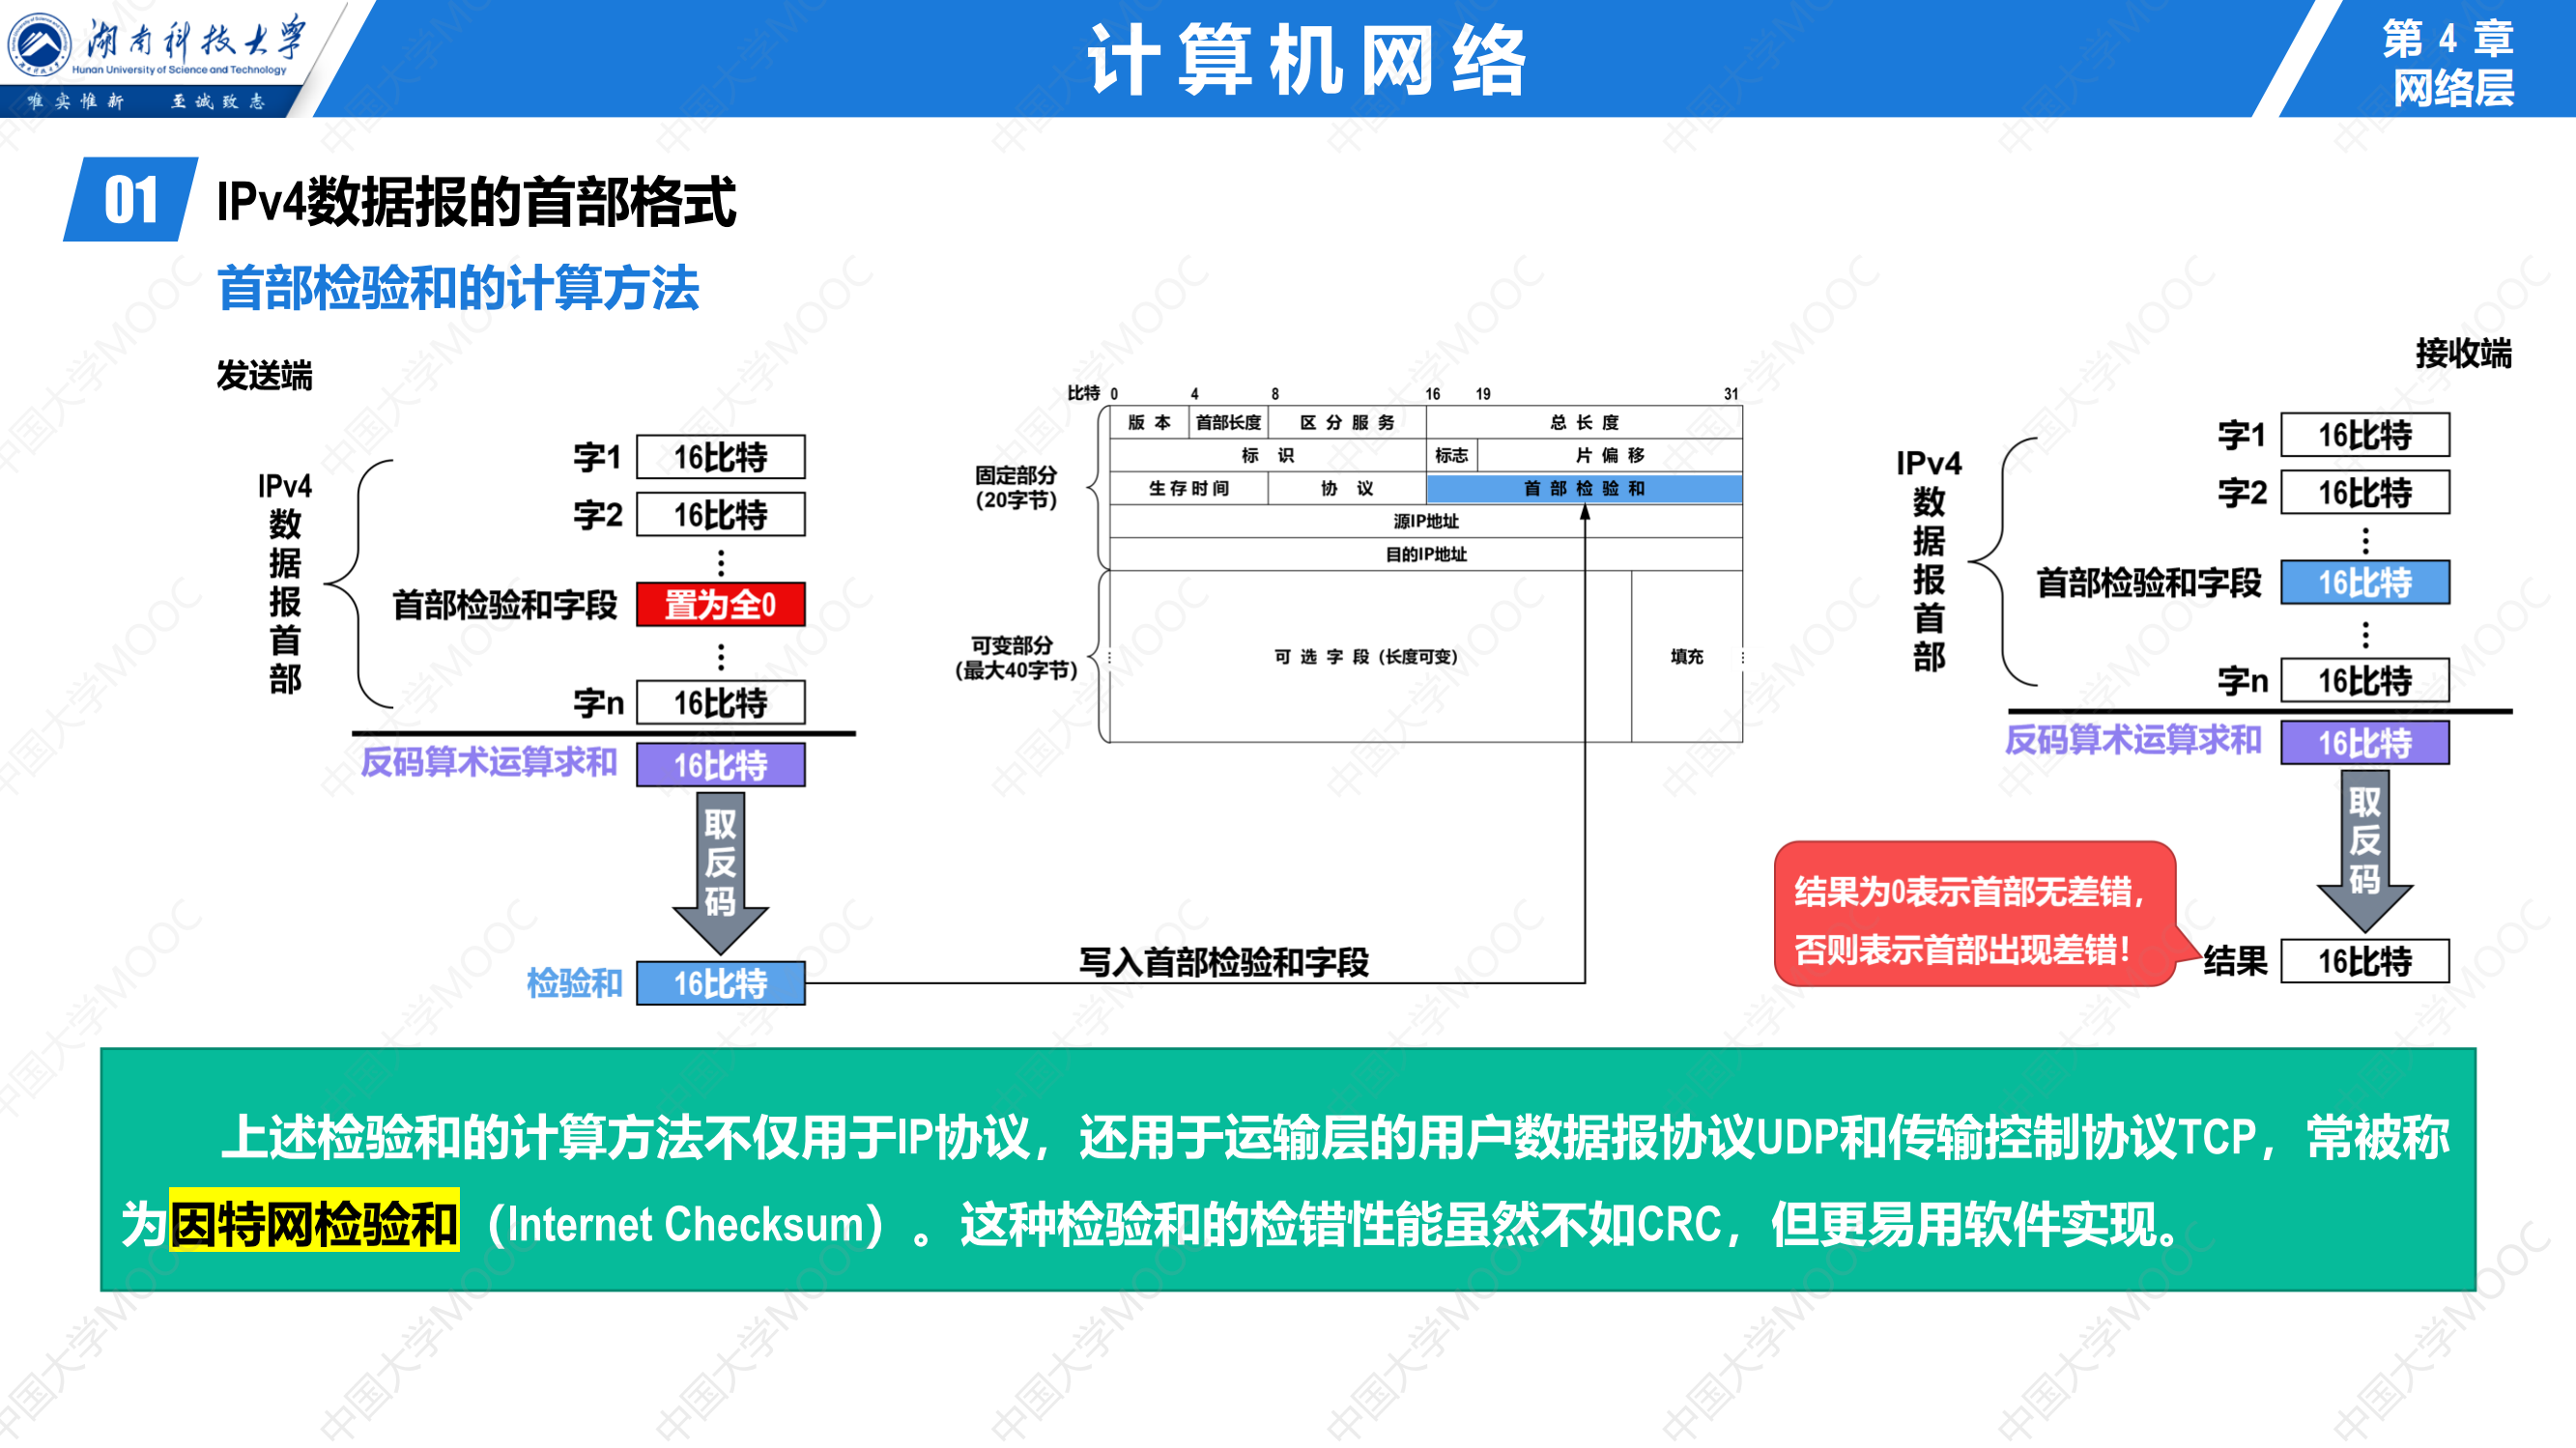 湖南科技大学
Hunan University of Science and Technology
唯实惟新 至诚致志
计算机网络
第 4 章
网络层
01
IPv4数据报的首部格式
首部检验和的计算方法
发送端
IPv4
数
据
报
首
部
字1 16比特
字2 16比特
⋮
首部检验和字段 置为全0
⋮
字n 16比特
反码算术运算求和 16比特
取
反
码
检验和 16比特
写入首部检验和字段
比特 0 4 8 16 19 31
固定部分
(20字节)
版 本 首部长度 区 分 服 务 总 长 度
标 识 标志 片 偏 移
生 存 时 间 协 议 首 部 检 验 和
源IP地址
目的IP地址
可变部分
(最大40字节)
可 选 字 段 (长度可变) 填充
接收端
IPv4
数
据
报
首
部
字1 16比特
字2 16比特
⋮
首部检验和字段 16比特
⋮
字n 16比特
反码算术运算求和 16比特
取
反
码
结果 16比特
结果为0表示首部无差错，
否则表示首部出现差错！
上述检验和的计算方法不仅用于IP协议，还用于运输层的用户数据报协议UDP和传输控制协议TCP，常被称
为因特网检验和（Internet Checksum）。这种检验和的检错性能虽然不如CRC，但更易用软件实现。
中国大学MOOC